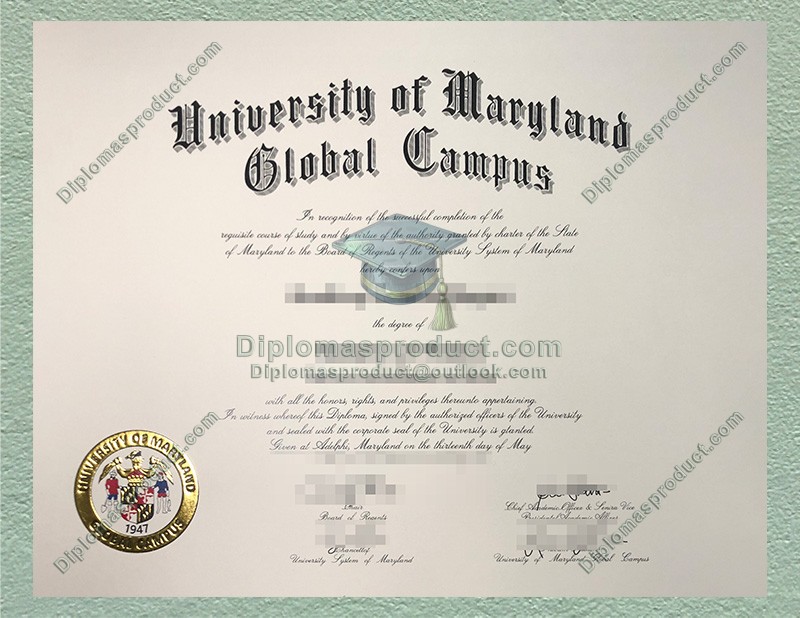 University of Maryland
Global Campus
In recognition of the successful completion of the
requisite course of study and by virtue of the authority granted by charter of the State
of Maryland to the Board of Regents of the University System of Maryland
hereby confers upon
the degree of
Diplomasproduct.com
Diplomasproduct@outlook.com
with all the honors, rights, and privileges thereunto appertaining.
In witness whereof this Diploma, signed by the authorized officers of the University
and sealed with the corporate seal of the University is granted.
Given at Adelphi, Maryland on the thirteenth day of May
Chair
Board of Regents
Chief Academic Officer & Senira Vice
Chancellor
University System of Maryland
University of Maryland Global Campus
UNIVERSITY OF MARYLAND
1947
GLOBAL CAMPUS
Diplomasproduct.com
Diplomasproduct.com
Diplomasproduct.com
Diplomasproduct.com